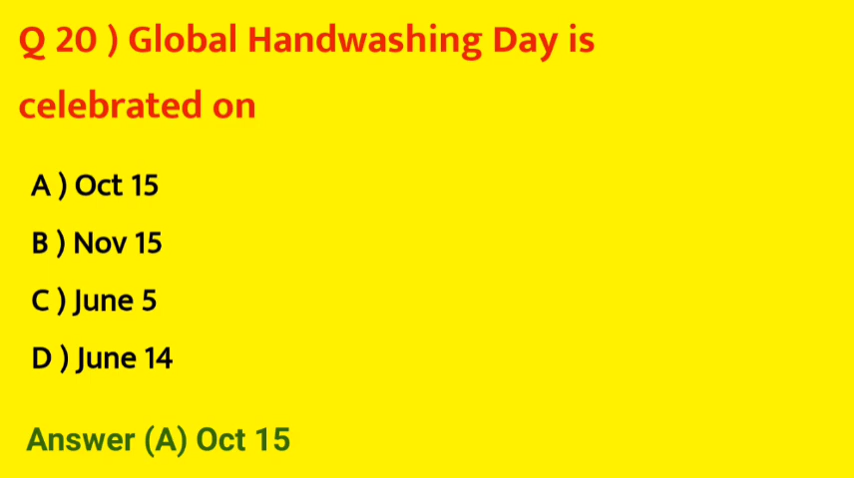 Q 20 ) Global Handwashing Day is
celebrated on
A ) Oct 15
B ) Nov 15
C ) June 5
D ) June 14
Answer (A) Oct 15